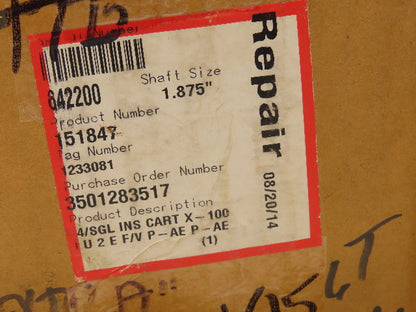 Number
Shaft Size
642200
1.875"
Product Number
151847
Tag Number
1233081
Purchase Order Number
3501283517
Product Description
4/SGL INS CART X-100
U 2 E F/V P-AE P-AE
(1)
Repair
08/20/14